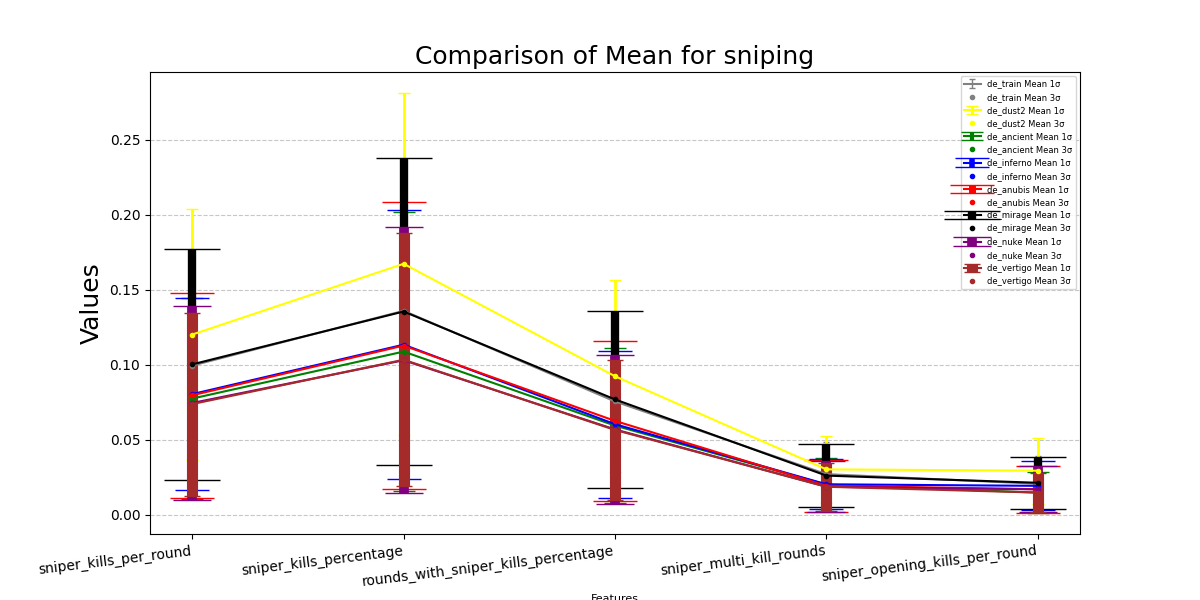 Comparison of Mean for sniping
de_train Mean 1σ
de_train Mean 3σ
de_dust2 Mean 1σ
de_dust2 Mean 3σ
de_ancient Mean 1σ
de_ancient Mean 3σ
de_inferno Mean 1σ
de_inferno Mean 3σ
de_anubis Mean 1σ
de_anubis Mean 3σ
de_mirage Mean 1σ
de_mirage Mean 3σ
de_nuke Mean 1σ
de_nuke Mean 3σ
de_vertigo Mean 1σ
de_vertigo Mean 3σ
Values
0.25
0.20
0.15
0.10
0.05
0.00
sniper_kills_per_round
sniper_kills_percentage
rounds_with_sniper_kills_percentage
sniper_multi_kill_rounds
sniper_opening_kills_per_round
Features